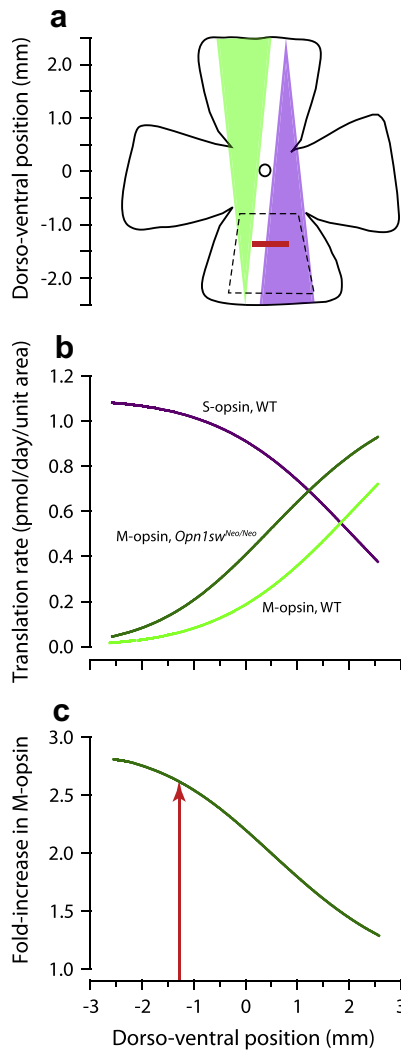 a
Dorso-ventral position (mm)
2.0
1.0
0
-1.0
-2.0
b
Translation rate (pmol/day/unit area)
1.2
1.0
0.8
0.6
0.4
0.2
0.0
S-opsin, WT
M-opsin, Opn1sw^Neo/Neo
M-opsin, WT
c
Fold-increase in M-opsin
3.0
2.5
2.0
1.5
1.0
-3 -2 -1 0 1 2 3
Dorso-ventral position (mm)